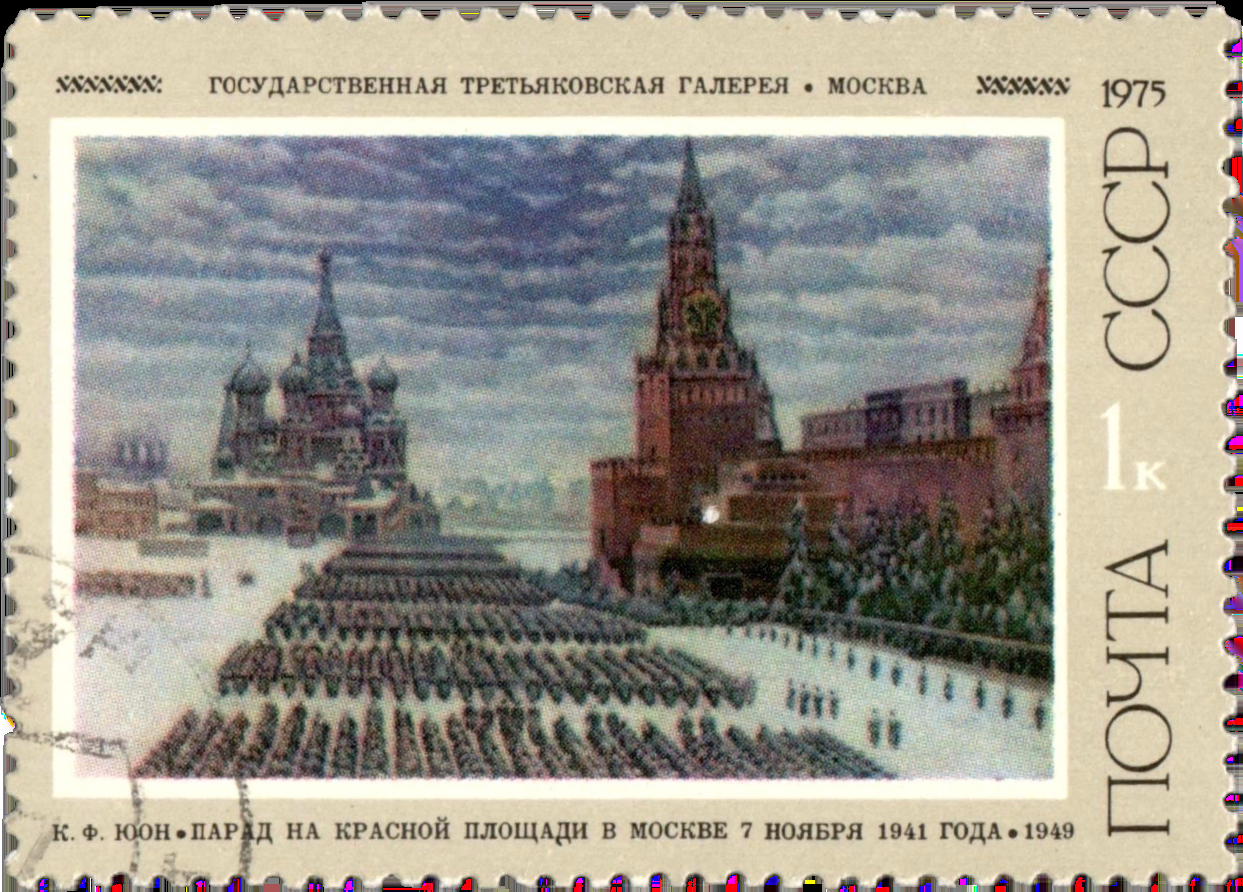 ГОСУДАРСТВЕННАЯ ТРЕТЬЯКОВСКАЯ ГАЛЕРЕЯ • МОСКВА
1975
ПОЧТА 1к СССР
К. Ф. ЮОН • ПАРАД НА КРАСНОЙ ПЛОЩАДИ В МОСКВЕ 7 НОЯБРЯ 1941 ГОДА • 1949